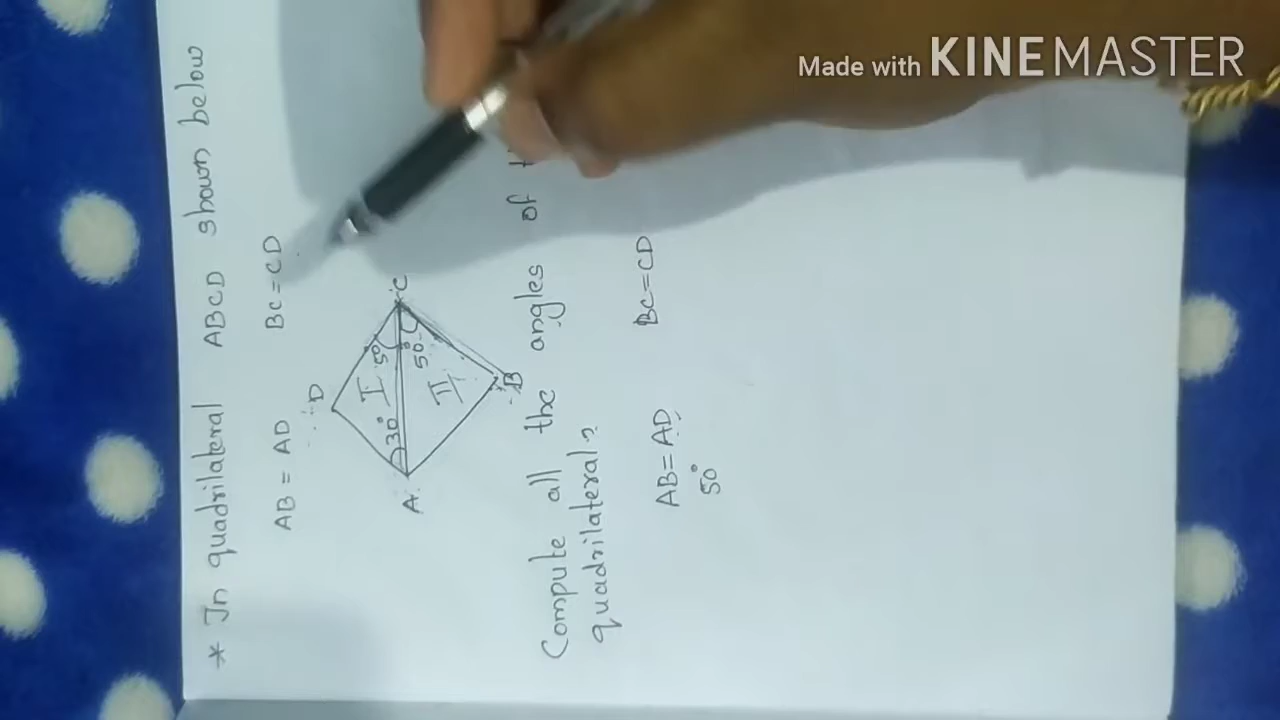 Made with KINEMASTER
* In quadrilateral ABCD shown below
AB = AD BC = CD
D
A 30° I 50° C
II 50°
B
Compute all the angles of
quadrilateral?
AB = AD BC = CD
50°